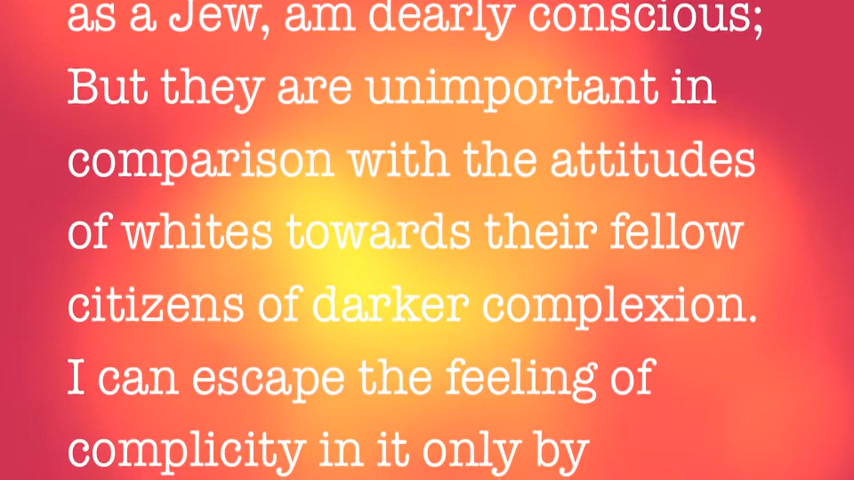 as a Jew, am dearly conscious;
But they are unimportant in
comparison with the attitudes
of whites towards their fellow
citizens of darker complexion.
I can escape the feeling of
complicity in it only by